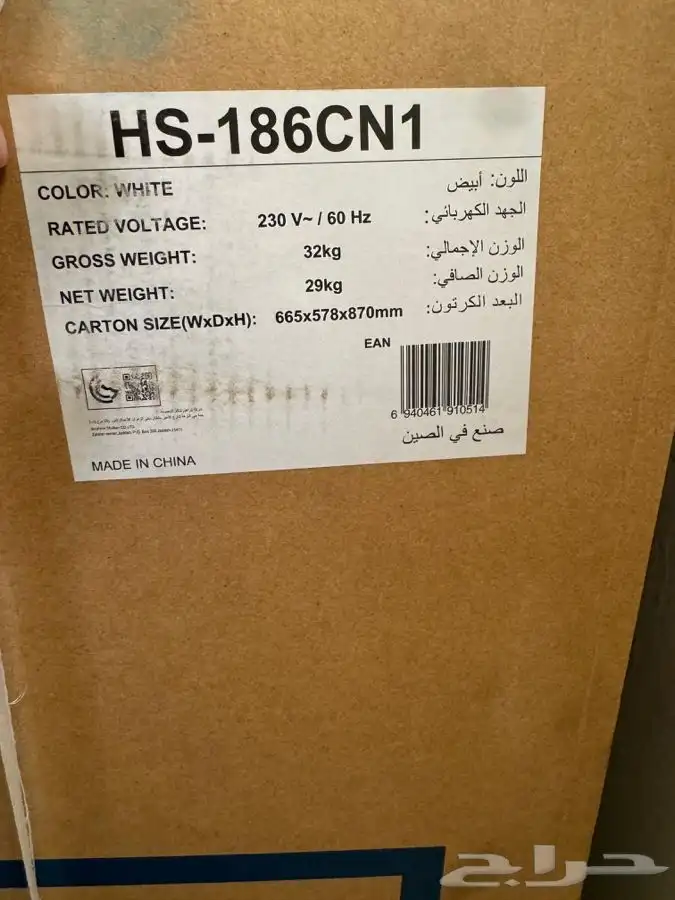 HS-186CN1
COLOR: WHITE اللون: أبيض
RATED VOLTAGE: 230 V~ / 60 Hz الجهد الكهربائي:
GROSS WEIGHT: 32kg الوزن الإجمالي:
NET WEIGHT: 29kg الوزن الصافي:
CARTON SIZE(WxDxH): 665x578x870mm البعد الكرتون:
EAN
6 940461 910514
صنع في الصين
MADE IN CHINA
حراج